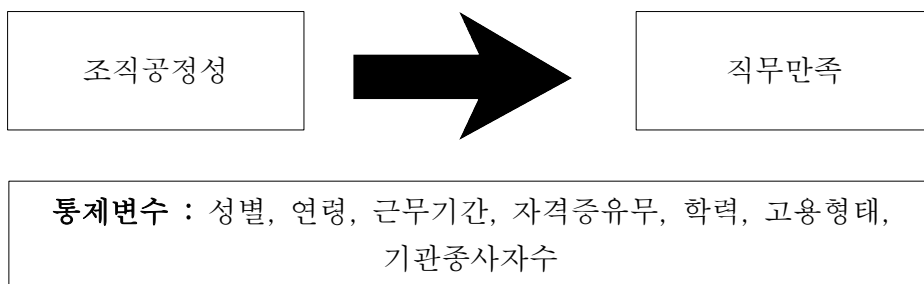 조직공정성
직무만족
통제변수 : 성별, 연령, 근무기간, 자격증유무, 학력, 고용형태,
기관종사자수